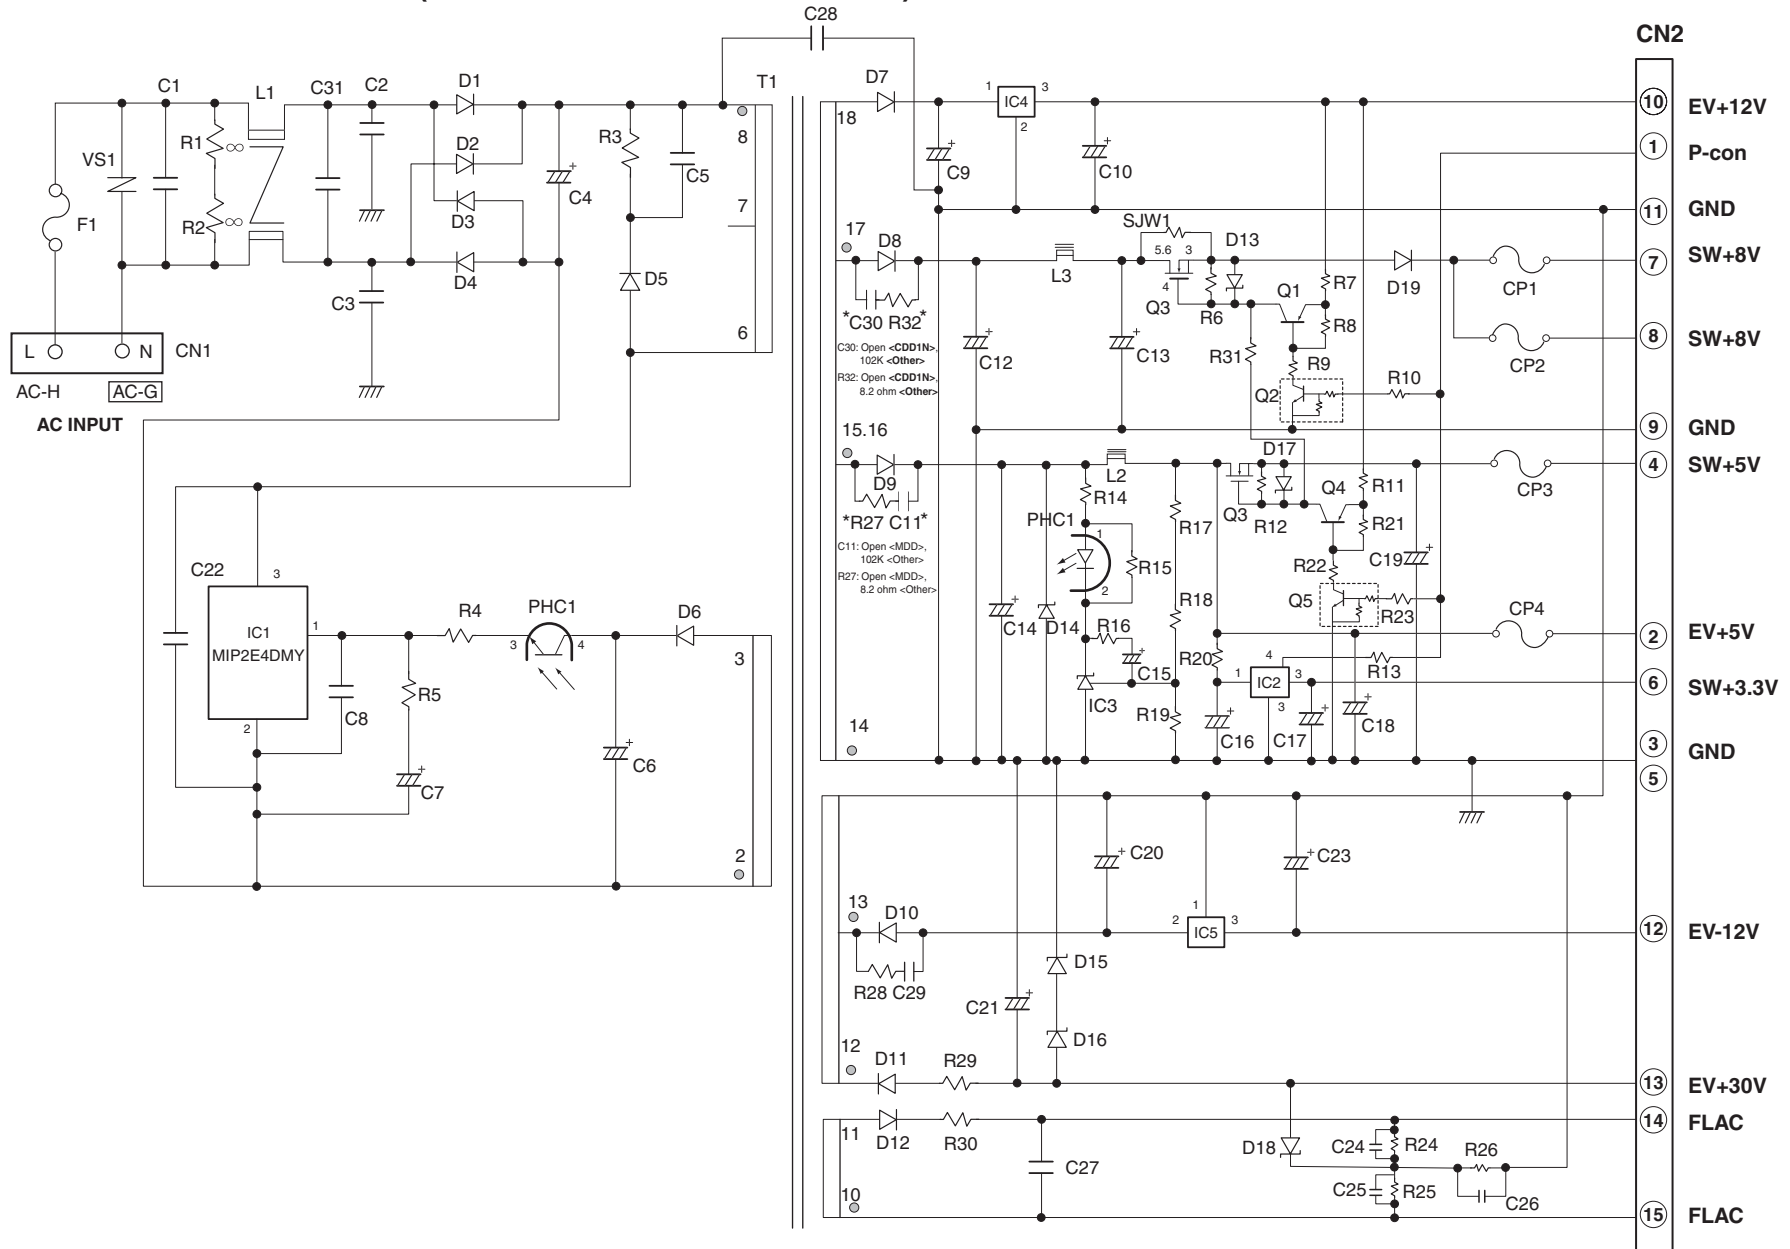 C28
CN2
C1
L1
C31
C2
D1
T1
D7
1
IC4
3
2
10
EV+12V
18
8
R1
∞
VS1
D2
R3
C5
C9
C10
1
P-con
C4
D3
7
F1
R2
∞
11
GND
17
SJW1
D8
D13
5.6
3
4
7
SW+8V
D4
D5
C3
L3
Q3
R6
Q1
R7
D19
CP1
*C30 R32*
R8
6
L
N
CN1
C12
C13
R31
8
SW+8V
CP2
C30: Open <CDD1N>,
102K <Other>
R32: Open <CDD1N>,
8.2 ohm <Other>
R9
R10
Q2
AC-H
AC-G
AC INPUT
15.16
9
GND
D17
D9
L2
4
SW+5V
CP3
R14
R11
Q4
*R27 C11*
PHC1
1
R17
Q3
R12
R21
C11: Open <MDD>,
102K <Other>
R27: Open <MDD>,
8.2 ohm <Other>
C22
3
R15
R22
C19
2
Q5
R23
R4
PHC1
D6
IC1
MIP2E4DMY
1
3
4
C14
D14
R18
R16
CP4
2
EV+5V
3
R20
4
R13
C15
1
IC2
3
6
SW+3.3V
R5
IC3
3
C8
2
14
R19
C16
C17
C18
3
GND
C6
C7
5
C20
C23
2
13
D10
1
2
IC5
3
12
EV-12V
D15
R28 C29
C21
D16
12
D11
R29
13
EV+30V
11
D12
R30
14
FLAC
D18
C24
R24
R26
C27
C25
R25
C26
10
15
FLAC